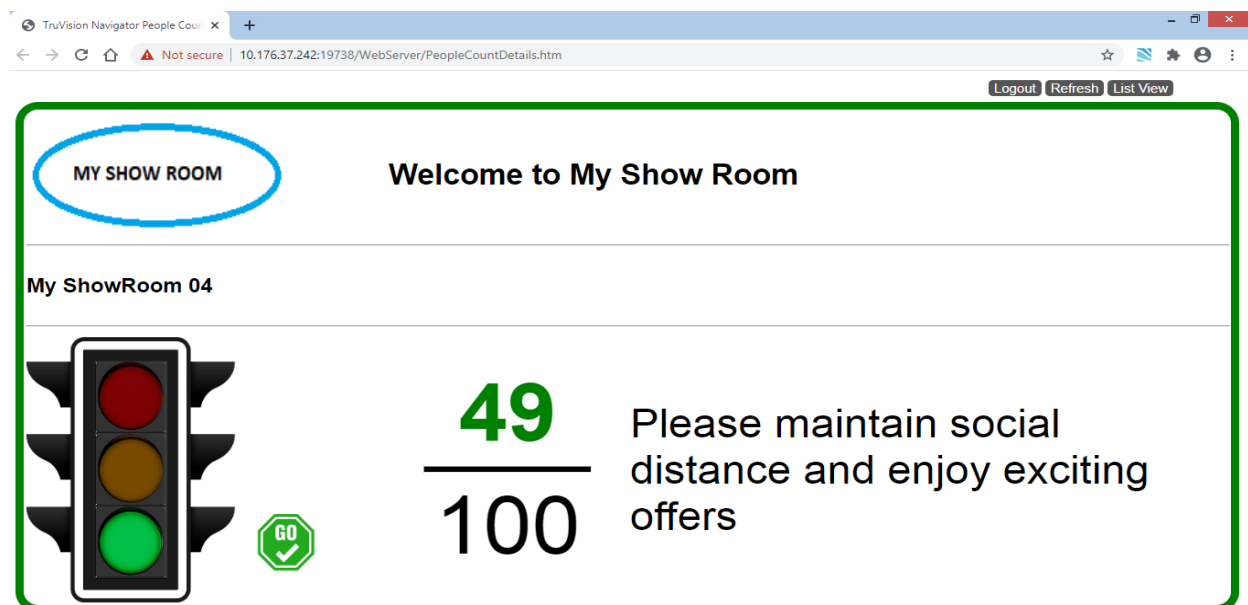 TruVision Navigator People Coun
Not secure | 10.176.37.242:19738/WebServer/PeopleCountDetails.htm
Logout Refresh List View
MY SHOW ROOM
Welcome to My Show Room
My ShowRoom 04
GO
49
100
Please maintain social
distance and enjoy exciting
offers